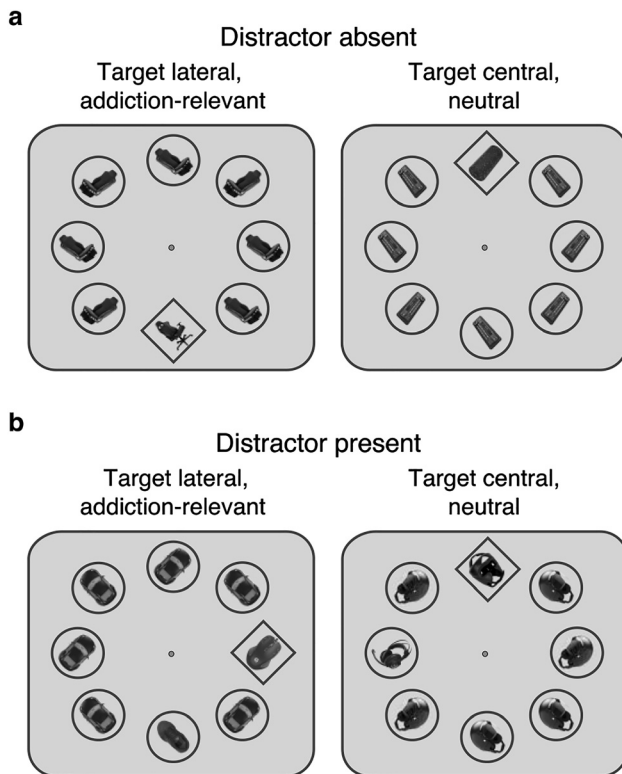 a
Distractor absent
Target lateral,
addiction-relevant
Target central,
neutral
b
Distractor present
Target lateral,
addiction-relevant
Target central,
neutral